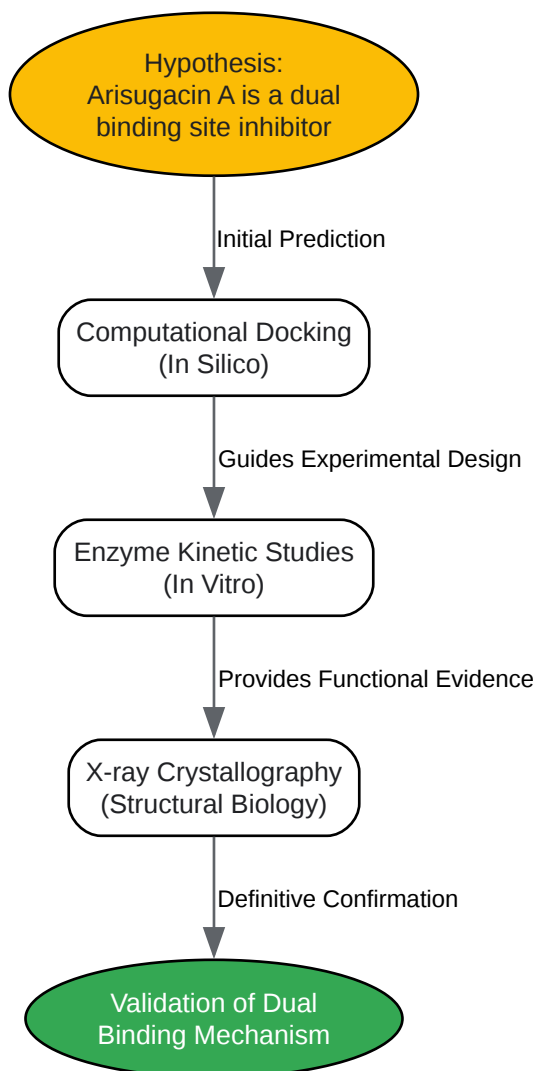 Hypothesis:
Arisugacin A is a dual
binding site inhibitor
Initial Prediction
Computational Docking
(In Silico)
Guides Experimental Design
Enzyme Kinetic Studies
(In Vitro)
Provides Functional Evidence
X-ray Crystallography
(Structural Biology)
Definitive Confirmation
Validation of Dual
Binding Mechanism